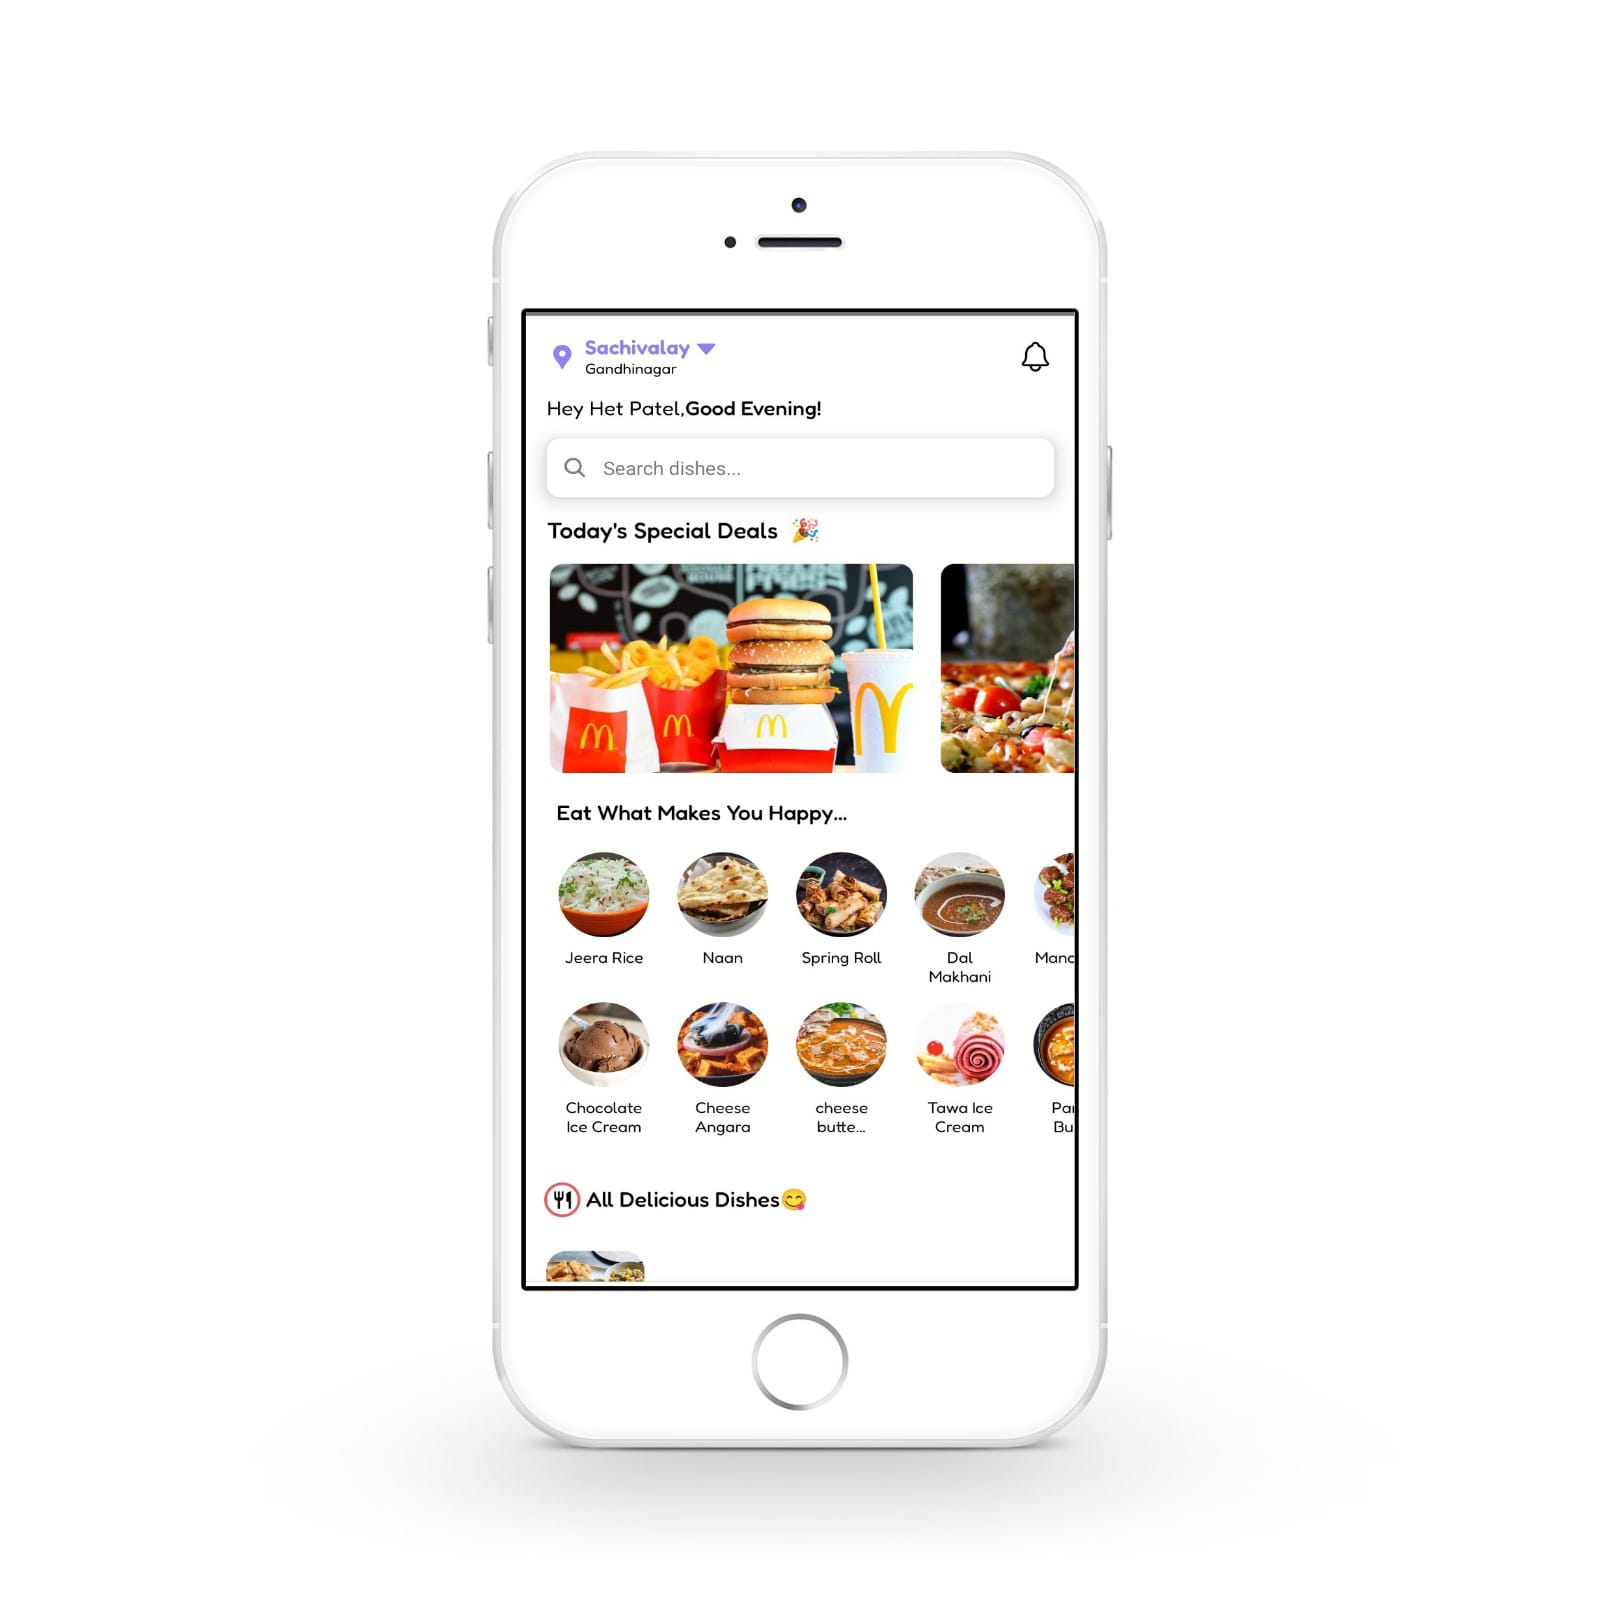 Sachivalay
Gandhinagar
Hey Het Patel,Good Evening!
Search dishes...
Today's Special Deals 🎉
Eat What Makes You Happy...
Jeera Rice
Naan
Spring Roll
Dal
Makhani
Manc
Chocolate
Ice Cream
Cheese
Angara
cheese
butte...
Tawa Ice
Cream
Bu
All Delicious Dishes😋